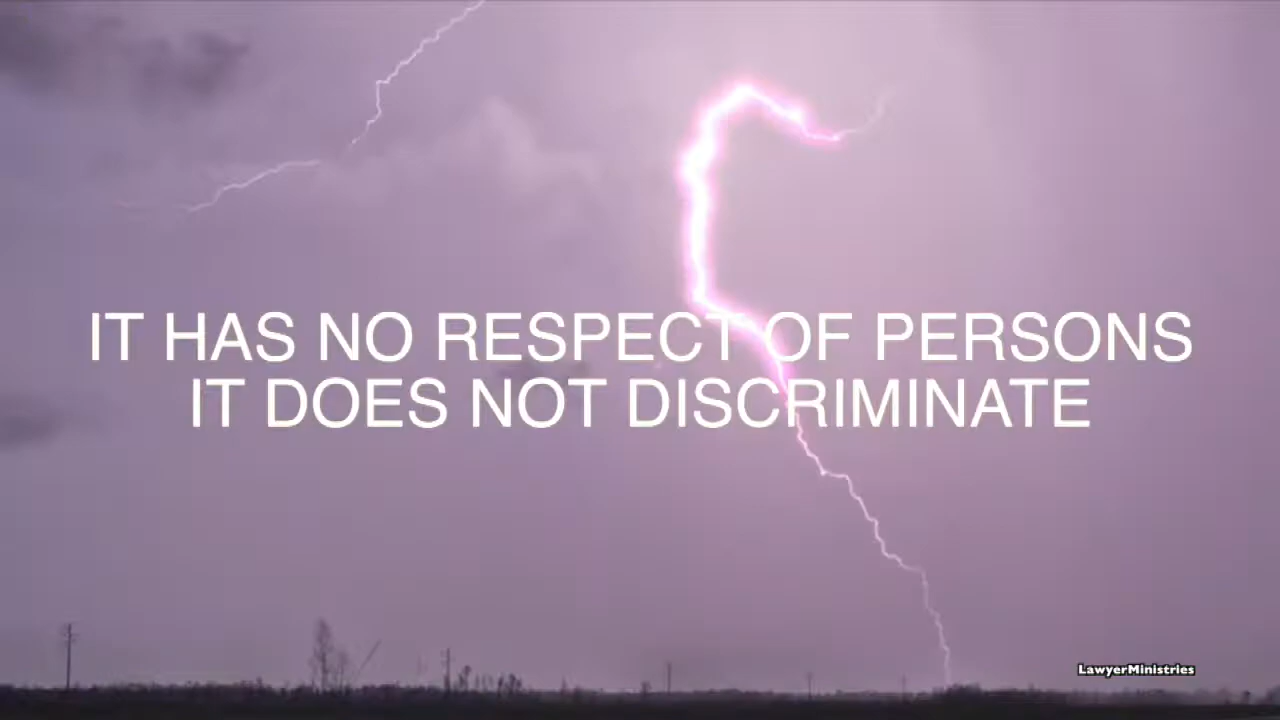 IT HAS NO RESPECT OF PERSONS
IT DOES NOT DISCRIMINATE
LawyerMinistries